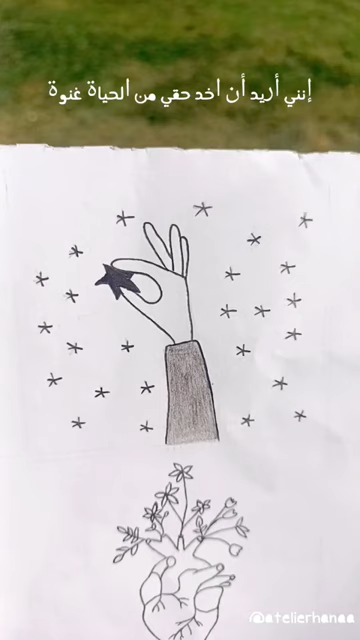 إنني أريد أن اخد حقي من الحياة غنوة
@atelierhanaa